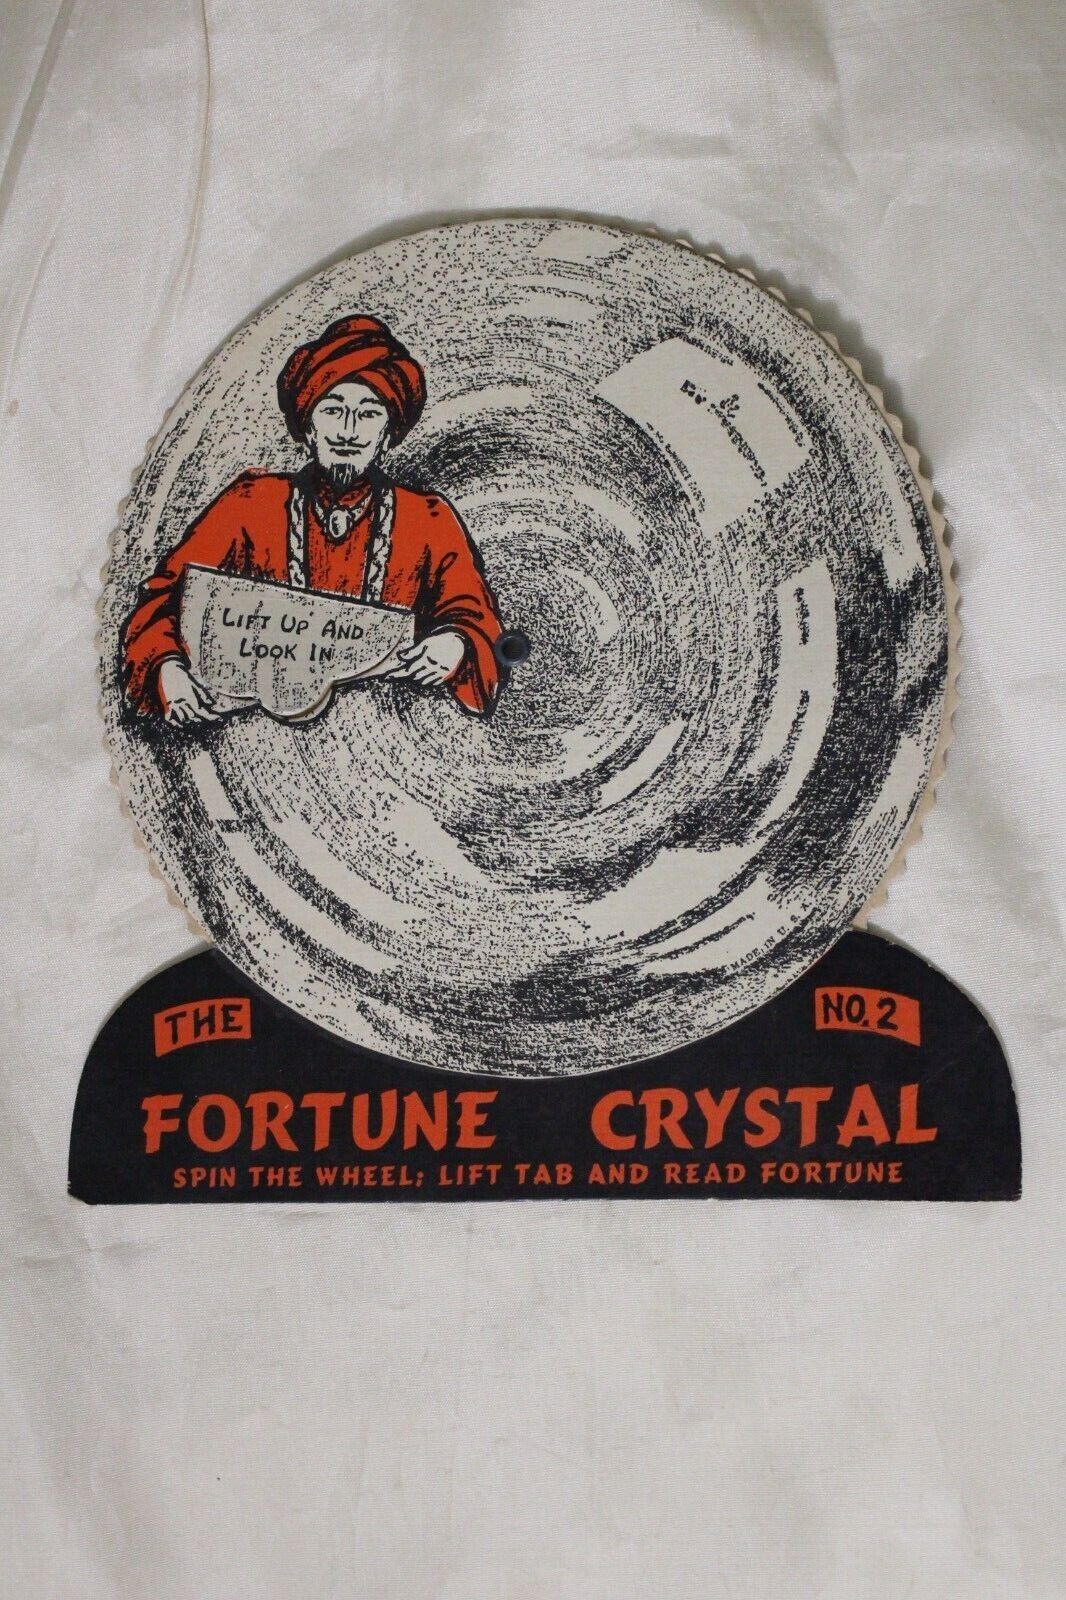 LIFT UP AND
LOOK IN
MADE IN U.S.A.
THE
NO. 2
FORTUNE CRYSTAL
SPIN THE WHEEL; LIFT TAB AND READ FORTUNE